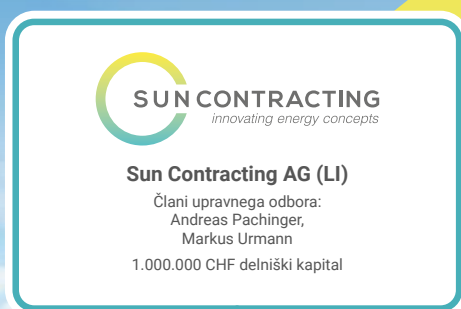 SUN CONTRACTING
innovating energy concepts
Sun Contracting AG (LI)
Člani upravnega odbora:
Andreas Pachinger,
Markus Urmann
1.000.000 CHF delniški kapital